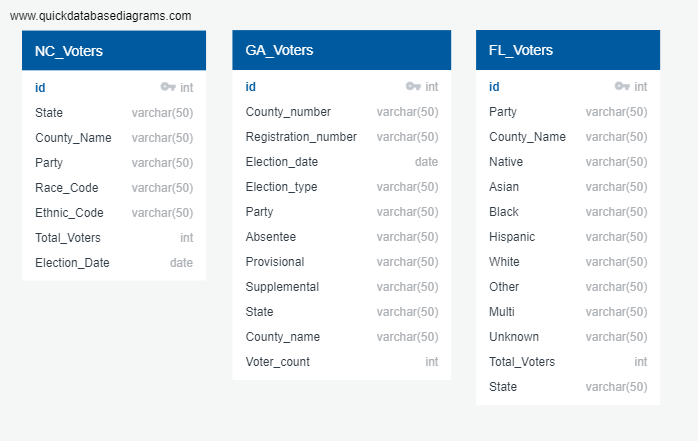 www.quickdatabasediagrams.com
NC_Voters
id int
State varchar(50)
County_Name varchar(50)
Party varchar(50)
Race_Code varchar(50)
Ethnic_Code varchar(50)
Total_Voters int
Election_Date date
GA_Voters
id int
County_number varchar(50)
Registration_number varchar(50)
Election_date date
Election_type varchar(50)
Party varchar(50)
Absentee varchar(50)
Provisional varchar(50)
Supplemental varchar(50)
State varchar(50)
County_name varchar(50)
Voter_count int
FL_Voters
id int
Party varchar(50)
County_Name varchar(50)
Native varchar(50)
Asian varchar(50)
Black varchar(50)
Hispanic varchar(50)
White varchar(50)
Other varchar(50)
Multi varchar(50)
Unknown varchar(50)
Total_Voters int
State varchar(50)